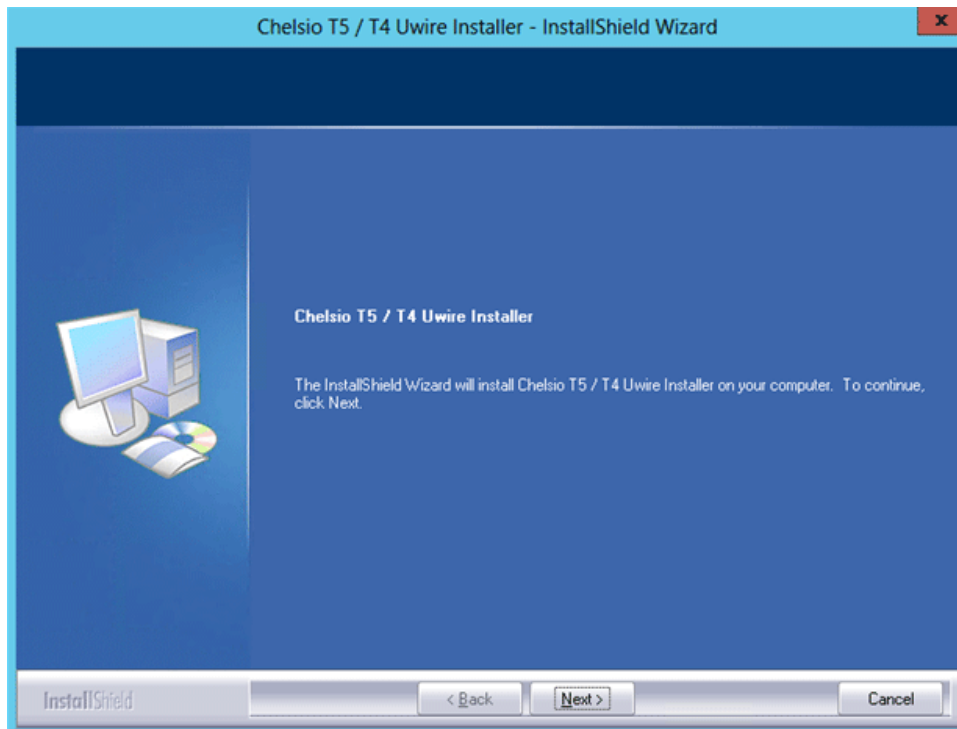 Chelsio T5 / T4 Uwire Installer - InstallShield Wizard
x
Chelsio T5 / T4 Uwire Installer
The InstallShield Wizard will install Chelsio T5 / T4 Uwire Installer on your computer. To continue,
click Next.
InstallShield
< Back
Next >
Cancel